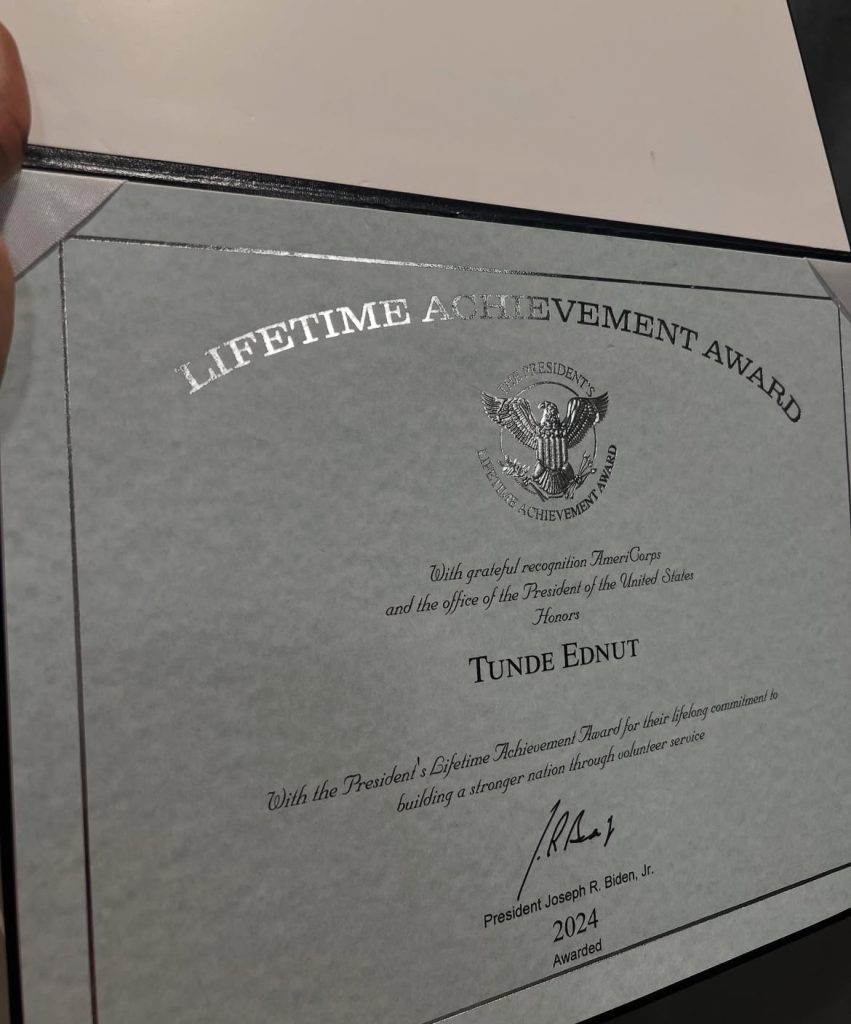 LIFETIME ACHIEVEMENT AWARD
THE PRESIDENT'S
LIFETIME ACHIEVEMENT AWARD
With grateful recognition AmeriCorps
and the office of the President of the United States
Honors
TUNDE EDNUT
With the President's Lifetime Achievement Award for their lifelong commitment to
building a stronger nation through volunteer service
President Joseph R. Biden, Jr.
2024
Awarded